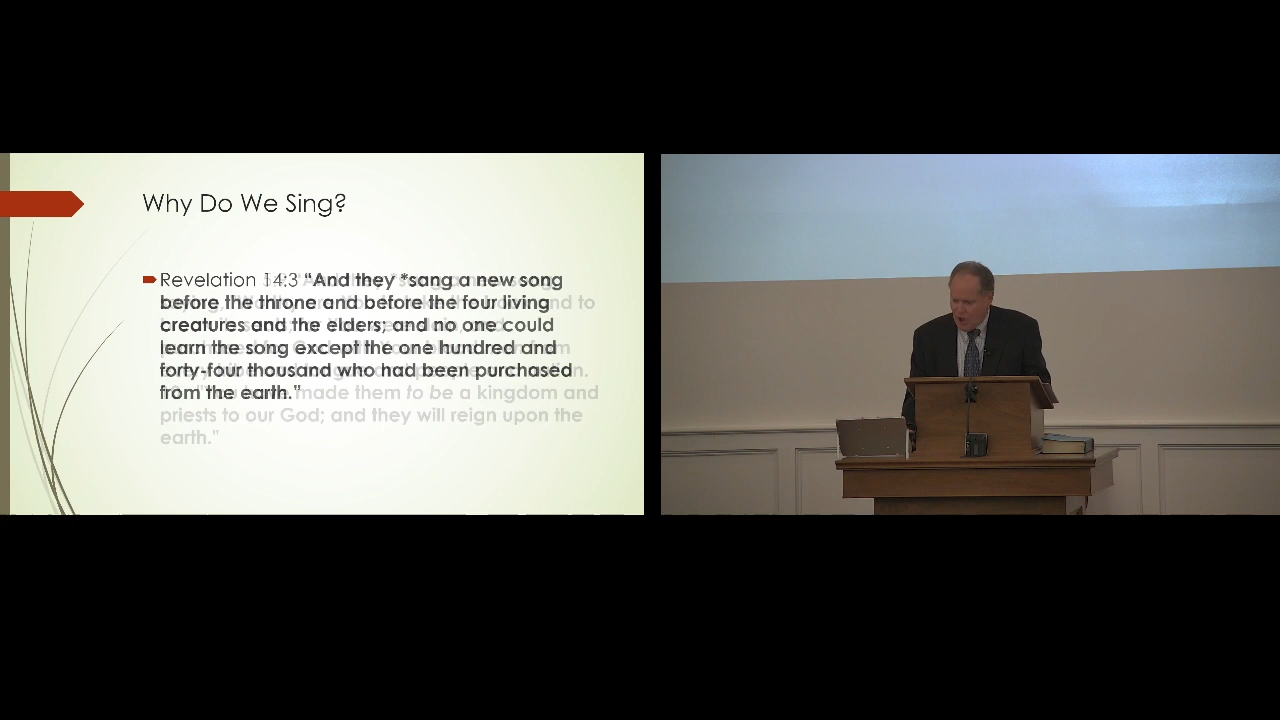 Why Do We Sing?
Revelation 14:3 “And they *sang a new song
before the throne and before the four living
creatures and the elders; and no one could
learn the song except the one hundred and
forty-four thousand who had been purchased
from the earth.”
made them to be a kingdom and
priests to our God; and they will reign upon the
earth."